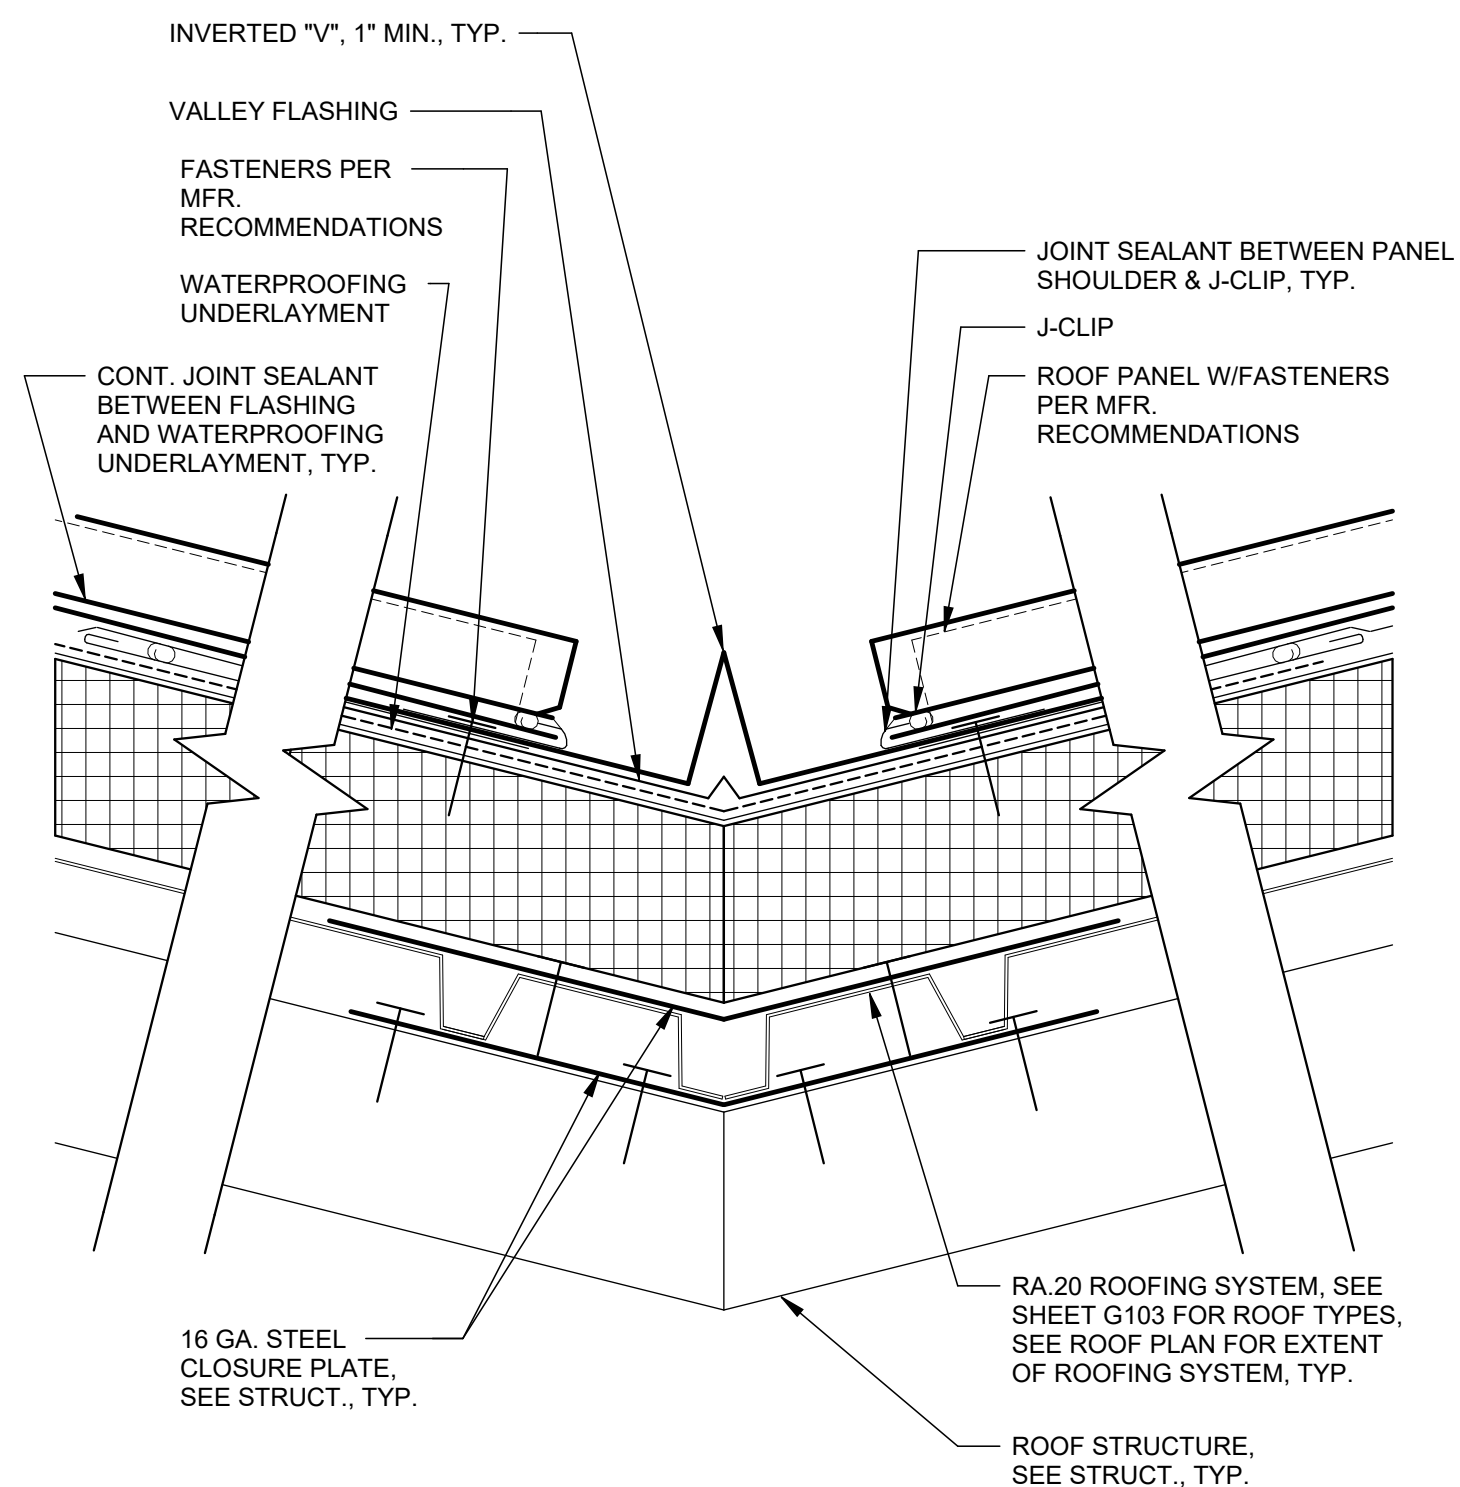 INVERTED "V", 1" MIN., TYP.
VALLEY FLASHING
FASTENERS PER
MFR.
RECOMMENDATIONS
WATERPROOFING
UNDERLAYMENT
CONT. JOINT SEALANT
BETWEEN FLASHING
AND WATERPROOFING
UNDERLAYMENT, TYP.
JOINT SEALANT BETWEEN PANEL
SHOULDER & J-CLIP, TYP.
J-CLIP
ROOF PANEL W/FASTENERS
PER MFR.
RECOMMENDATIONS
16 GA. STEEL
CLOSURE PLATE,
SEE STRUCT., TYP.
RA.20 ROOFING SYSTEM, SEE
SHEET G103 FOR ROOF TYPES,
SEE ROOF PLAN FOR EXTENT
OF ROOFING SYSTEM, TYP.
ROOF STRUCTURE,
SEE STRUCT., TYP.